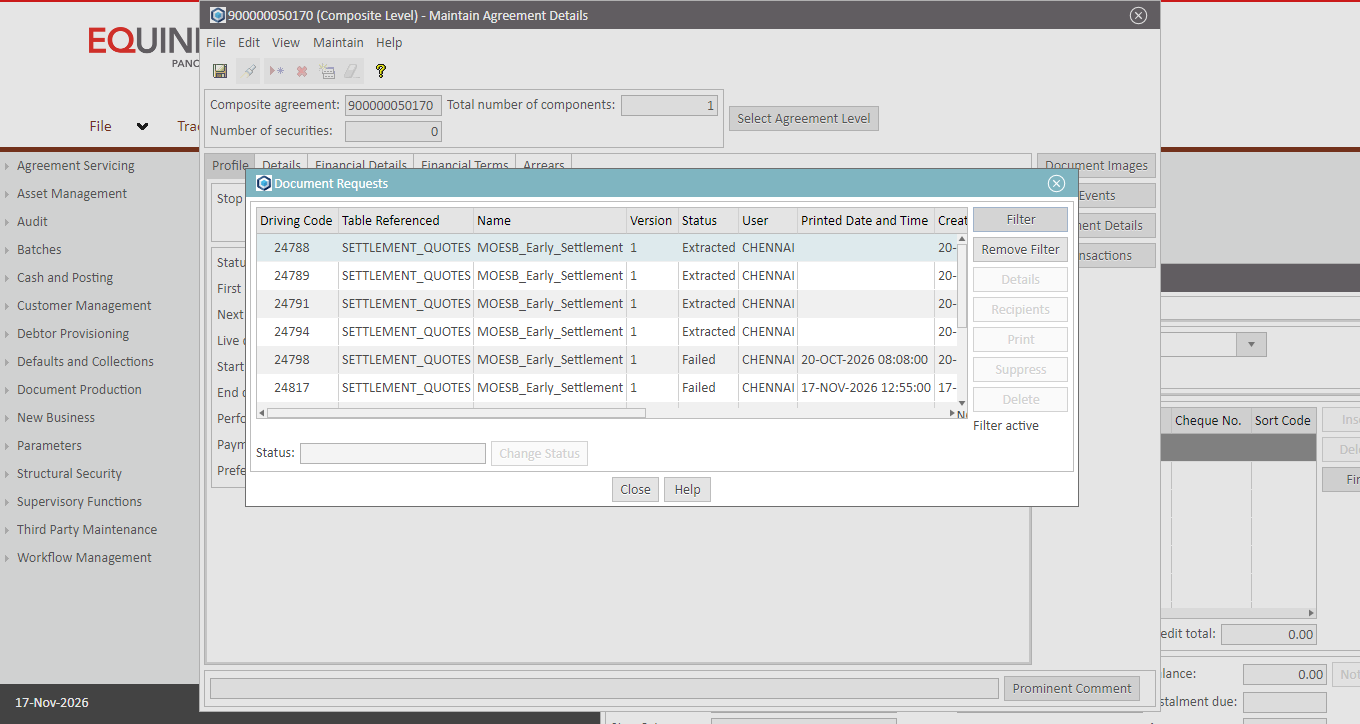 900000050170 (Composite Level) - Maintain Agreement Details
EQUINI
PANO
File Edit View Maintain Help
Composite agreement: 900000050170 Total number of components: 1
Number of securities: 0
Select Agreement Level
File Tra
Profile Details Financial Details Financial Terms Arrears
Document Images
Events
ent Details
nsactions
Agreement Servicing
Asset Management
Audit
Batches
Cash and Posting
Customer Management
Debtor Provisioning
Defaults and Collections
Document Production
New Business
Parameters
Structural Security
Supervisory Functions
Third Party Maintenance
Workflow Management
Stop
Statu
First
Next
Live
Start
End
Perfo
Paym
Prefe
Document Requests
Driving Code Table Referenced Name Version Status User Printed Date and Time Creat
24788 SETTLEMENT_QUOTES MOESB_Early_Settlement 1 Extracted CHENNAI 20-
24789 SETTLEMENT_QUOTES MOESB_Early_Settlement 1 Extracted CHENNAI 20-
24791 SETTLEMENT_QUOTES MOESB_Early_Settlement 1 Extracted CHENNAI 20-
24794 SETTLEMENT_QUOTES MOESB_Early_Settlement 1 Extracted CHENNAI 20-
24798 SETTLEMENT_QUOTES MOESB_Early_Settlement 1 Failed CHENNAI 20-OCT-2026 08:08:00 20-
24817 SETTLEMENT_QUOTES MOESB_Early_Settlement 1 Failed CHENNAI 17-NOV-2026 12:55:00 17-
Filter
Remove Filter
Details
Recipients
Print
Suppress
Delete
Filter active
Status: Change Status
Close Help
Cheque No. Sort Code
Inse
Dele
Fin
edit total: 0.00
Prominent Comment
lance: 0.00 Not
stalment due:
17-Nov-2026